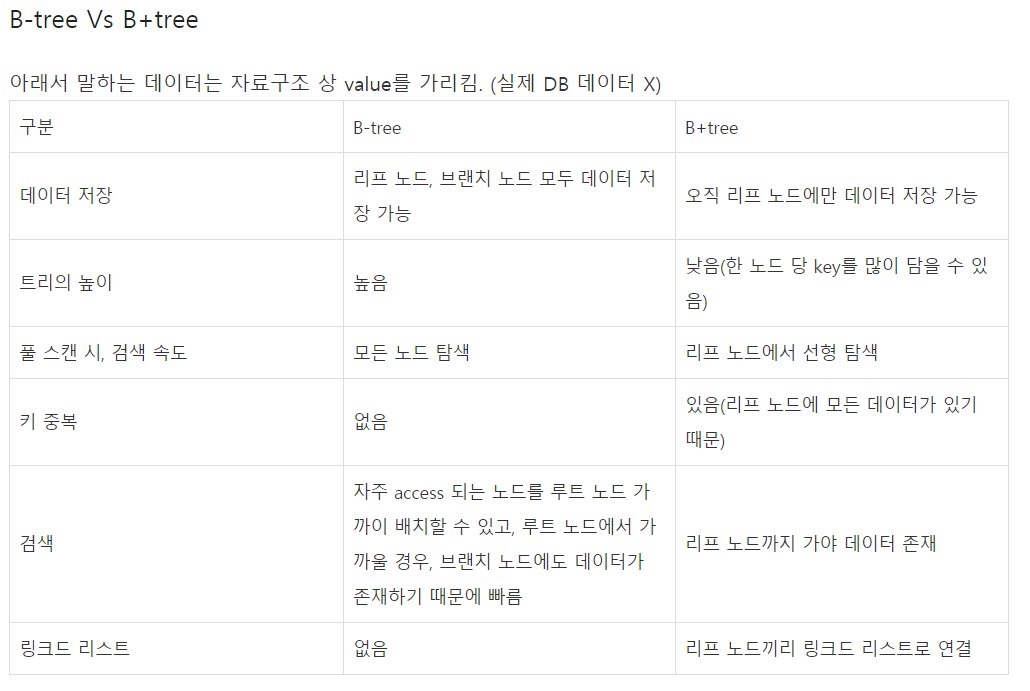 B-tree Vs B+tree
아래서 말하는 데이터는 자료구조 상 value를 가리킴. (실제 DB 데이터 X)
구분 B-tree B+tree
데이터 저장
리프 노드, 브랜치 노드 모두 데이터 저
장 가능
오직 리프 노드에만 데이터 저장 가능
트리의 높이
높음
낮음(한 노드 당 key를 많이 담을 수 있
음)
풀 스캔 시, 검색 속도
모든 노드 탐색
리프 노드에서 선형 탐색
키 중복
없음
있음(리프 노드에 모든 데이터가 있기
때문)
검색
자주 access 되는 노드를 루트 노드 가
까이 배치할 수 있고, 루트 노드에서 가
까울 경우, 브랜치 노드에도 데이터가
존재하기 때문에 빠름
리프 노드까지 가야 데이터 존재
링크드 리스트
없음
리프 노드끼리 링크드 리스트로 연결